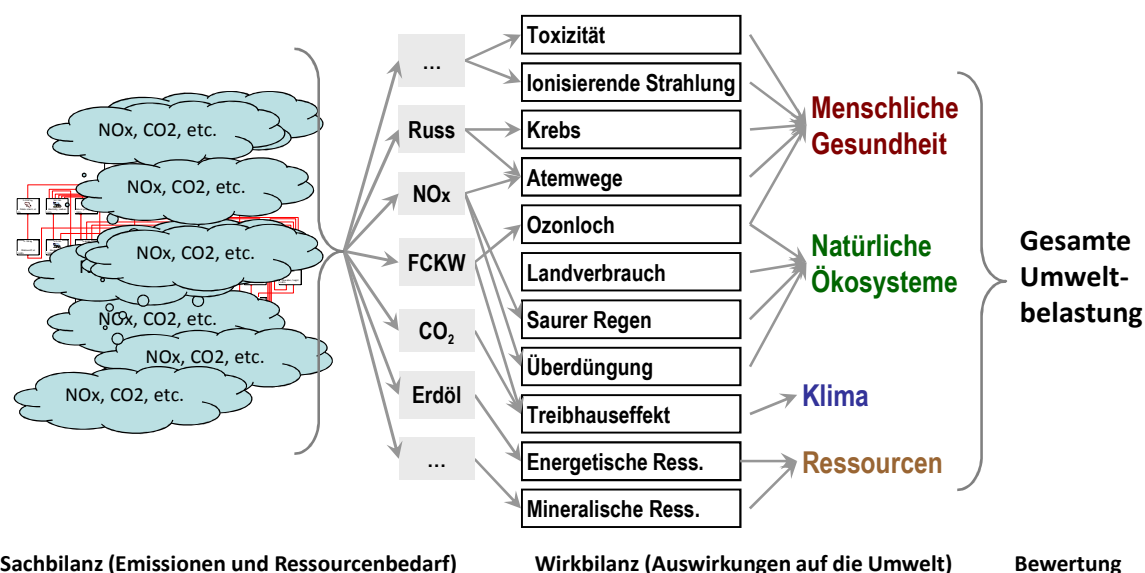 NOx, CO2, etc.
NOx, CO2, etc.
NOx, CO2, etc.
NOx, CO2, etc.
NOx, CO2, etc.
NOx, CO2, etc.
…
Russ
NOx
FCKW
CO₂
Erdöl
…
Toxizität
Ionisierende Strahlung
Krebs
Atemwege
Ozonloch
Landverbrauch
Saurer Regen
Überdüngung
Treibhauseffekt
Energetische Ress.
Mineralische Ress.
Menschliche
Gesundheit
Natürliche
Ökosysteme
Klima
Ressourcen
Gesamte
Umwelt-
belastung
Sachbilanz (Emissionen und Ressourcenbedarf)
Wirkbilanz (Auswirkungen auf die Umwelt)
Bewertung